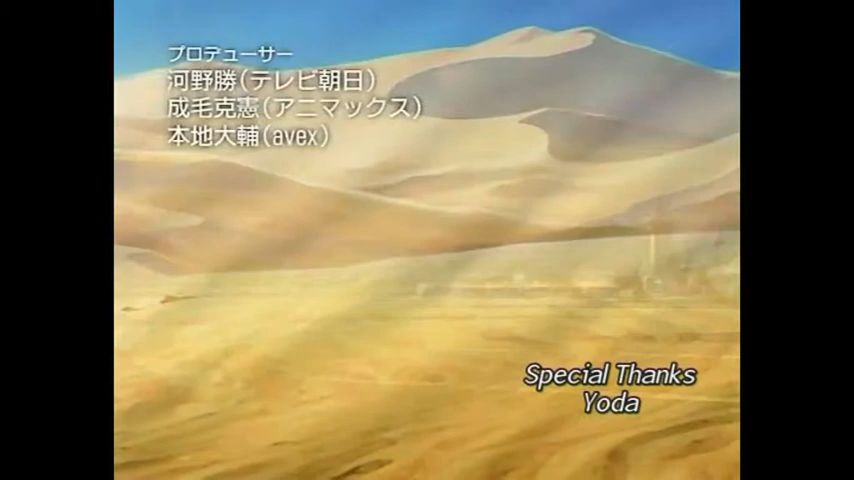 プロデューサー
河野勝(テレビ朝日)
成毛克憲(アニマックス)
本地大輔(avex)
Special Thanks
Yoda